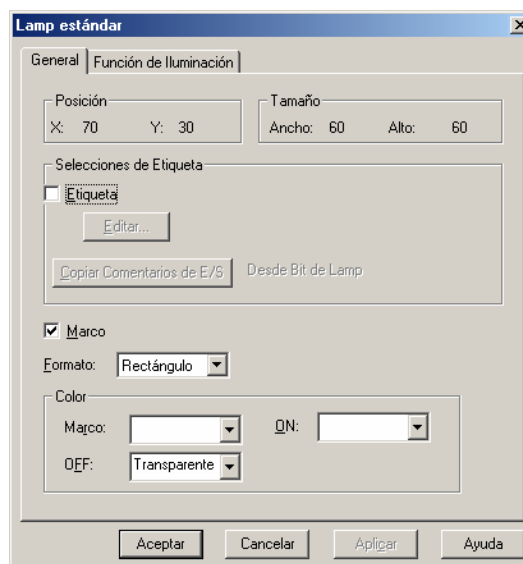 Lamp estándar
General Función de Iluminación
Posición
X: 70 Y: 30
Tamaño
Ancho: 60 Alto: 60
Selecciones de Etiqueta
Etiqueta
Editar...
Copiar Comentarios de E/S Desde Bit de Lamp
Marco
Formato: Rectángulo
Color
Marco: ON:
OFF: Transparente
Aceptar Cancelar Aplicar Ayuda